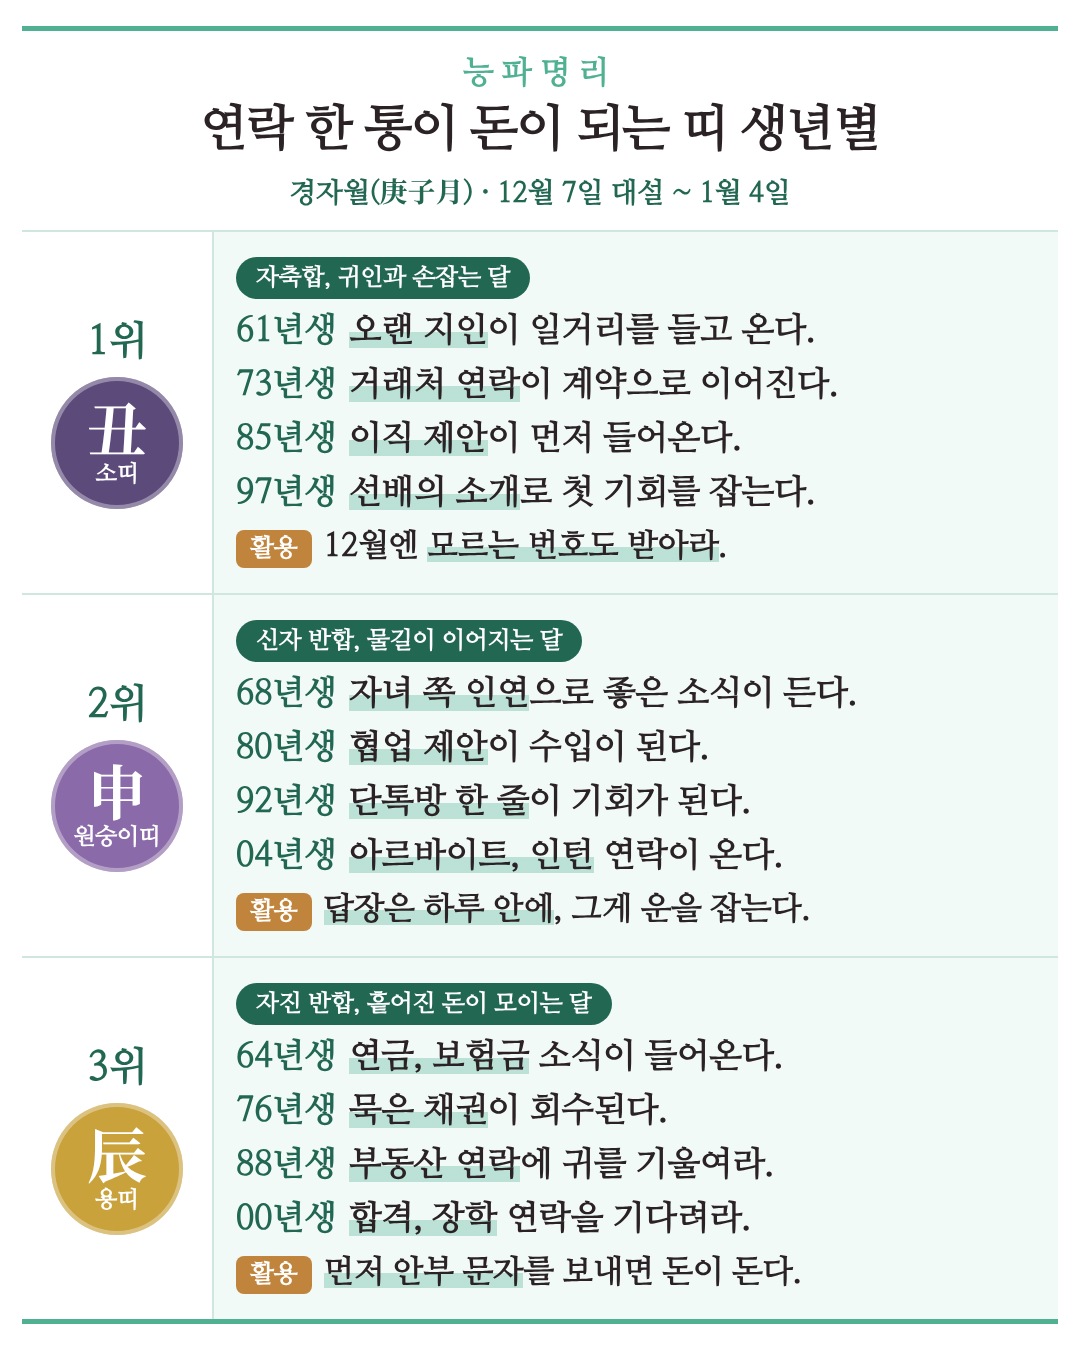 능파명리
연락 한 통이 돈이 되는 띠 생년별
경자월(庚子月) · 12월 7일 대설 ~ 1월 4일
1위
丑
소띠
자축합, 귀인과 손잡는 달
61년생 오랜 지인이 일거리를 들고 온다.
73년생 거래처 연락이 계약으로 이어진다.
85년생 이직 제안이 먼저 들어온다.
97년생 선배의 소개로 첫 기회를 잡는다.
활용 12월엔 모르는 번호도 받아라.
2위
申
원숭이띠
신자 반합, 물길이 이어지는 달
68년생 자녀 쪽 인연으로 좋은 소식이 든다.
80년생 협업 제안이 수입이 된다.
92년생 단톡방 한 줄이 기회가 된다.
04년생 아르바이트, 인턴 연락이 온다.
활용 답장은 하루 안에, 그게 운을 잡는다.
3위
辰
용띠
자진 반합, 흩어진 돈이 모이는 달
64년생 연금, 보험금 소식이 들어온다.
76년생 묵은 채권이 회수된다.
88년생 부동산 연락에 귀를 기울여라.
00년생 합격, 장학 연락을 기다려라.
활용 먼저 안부 문자를 보내면 돈이 돈다.